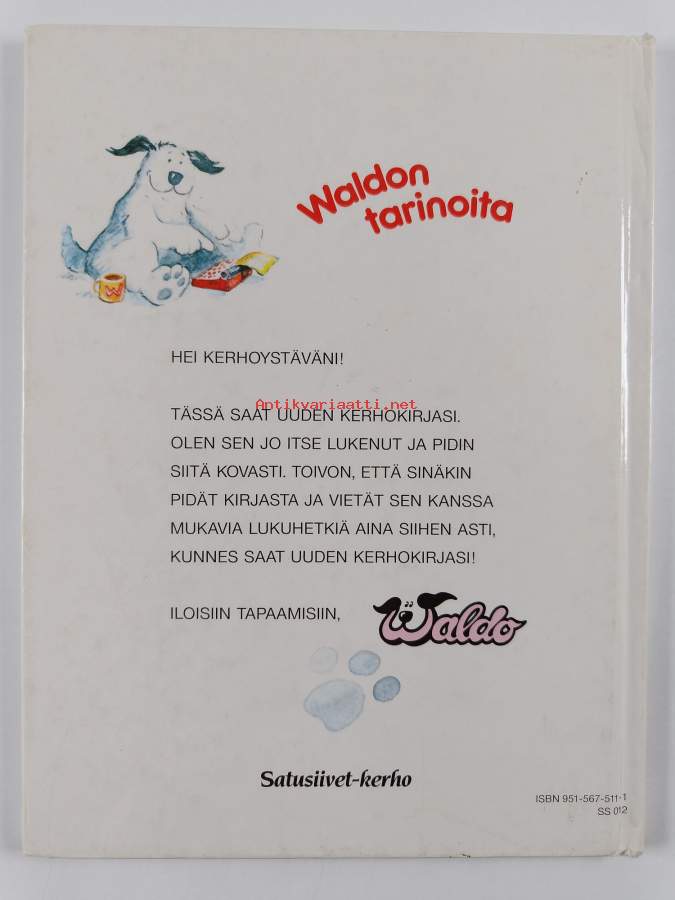 Waldon
tarinoita
HEI KERHOYSTÄVÄNI!
Antikvariaatti.net
TÄSSÄ SAAT UUDEN KERHOKIRJASI.
OLEN SEN JO ITSE LUKENUT JA PIDIN
SIITÄ KOVASTI. TOIVON, ETTÄ SINÄKIN
PIDÄT KIRJASTA JA VIETÄT SEN KANSSA
MUKAVIA LUKUHETKIÄ AINA SIIHEN ASTI,
KUNNES SAAT UUDEN KERHOKIRJASI!
ILOISIIN TAPAAMISIIN,
Waldo
Satusiivet-kerho
ISBN 951-567-511-1
SS 012
W